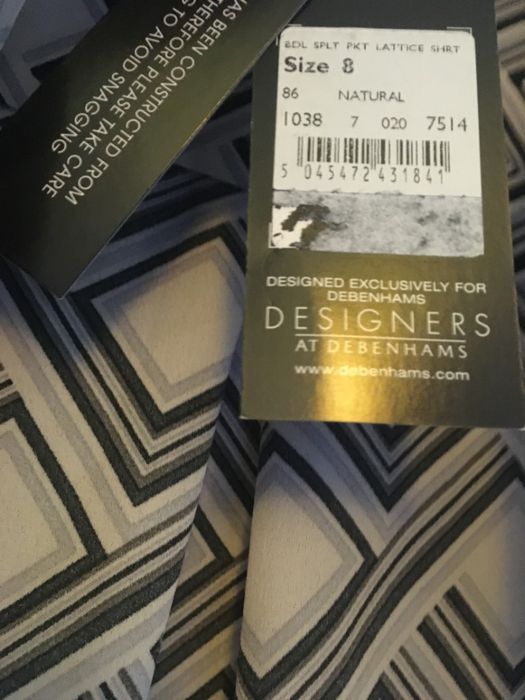 HAS BEEN CONSTRUCTED FROM
THEREFORE PLEASE TAKE CARE
TO AVOID SNAGGING
BDL SPLT PKT LATTICE SHRT
Size 8
86 NATURAL
1038 7 020 7514
5 045472 431841
DESIGNED EXCLUSIVELY FOR
DEBENHAMS
DESIGNERS
AT DEBENHAMS
www.debenhams.com